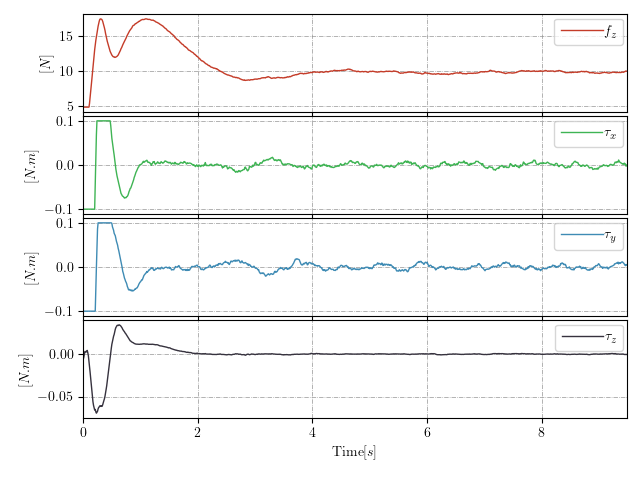 15
10
5
[N]
f_z
0.1
0.0
−0.1
[N.m]
τ_x
0.1
0.0
−0.1
[N.m]
τ_y
0.00
−0.05
[N.m]
τ_z
0 2 4 6 8
Time[s]